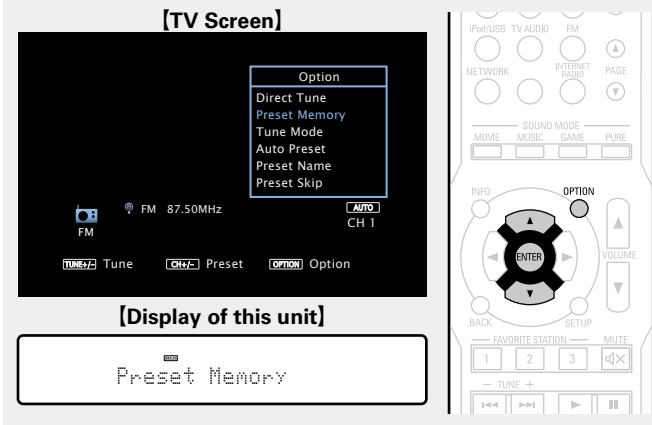 【TV Screen】
Option
Direct Tune
Preset Memory
Tune Mode
Auto Preset
Preset Name
Preset Skip
FM 87.50MHz
AUTO
CH 1
FM
TUNE+/- Tune
CH+/- Preset
OPTION Option
【Display of this unit】
Preset Memory
iPod/USB TV AUDIO FM
NETWORK INTERNET RADIO PAGE
SOUND MODE
MOVIE MUSIC GAME PURE
INFO OPTION
ENTER
VOLUME
BACK SETUP
FAVORITE STATION MUTE
1 2 3
− TUNE +